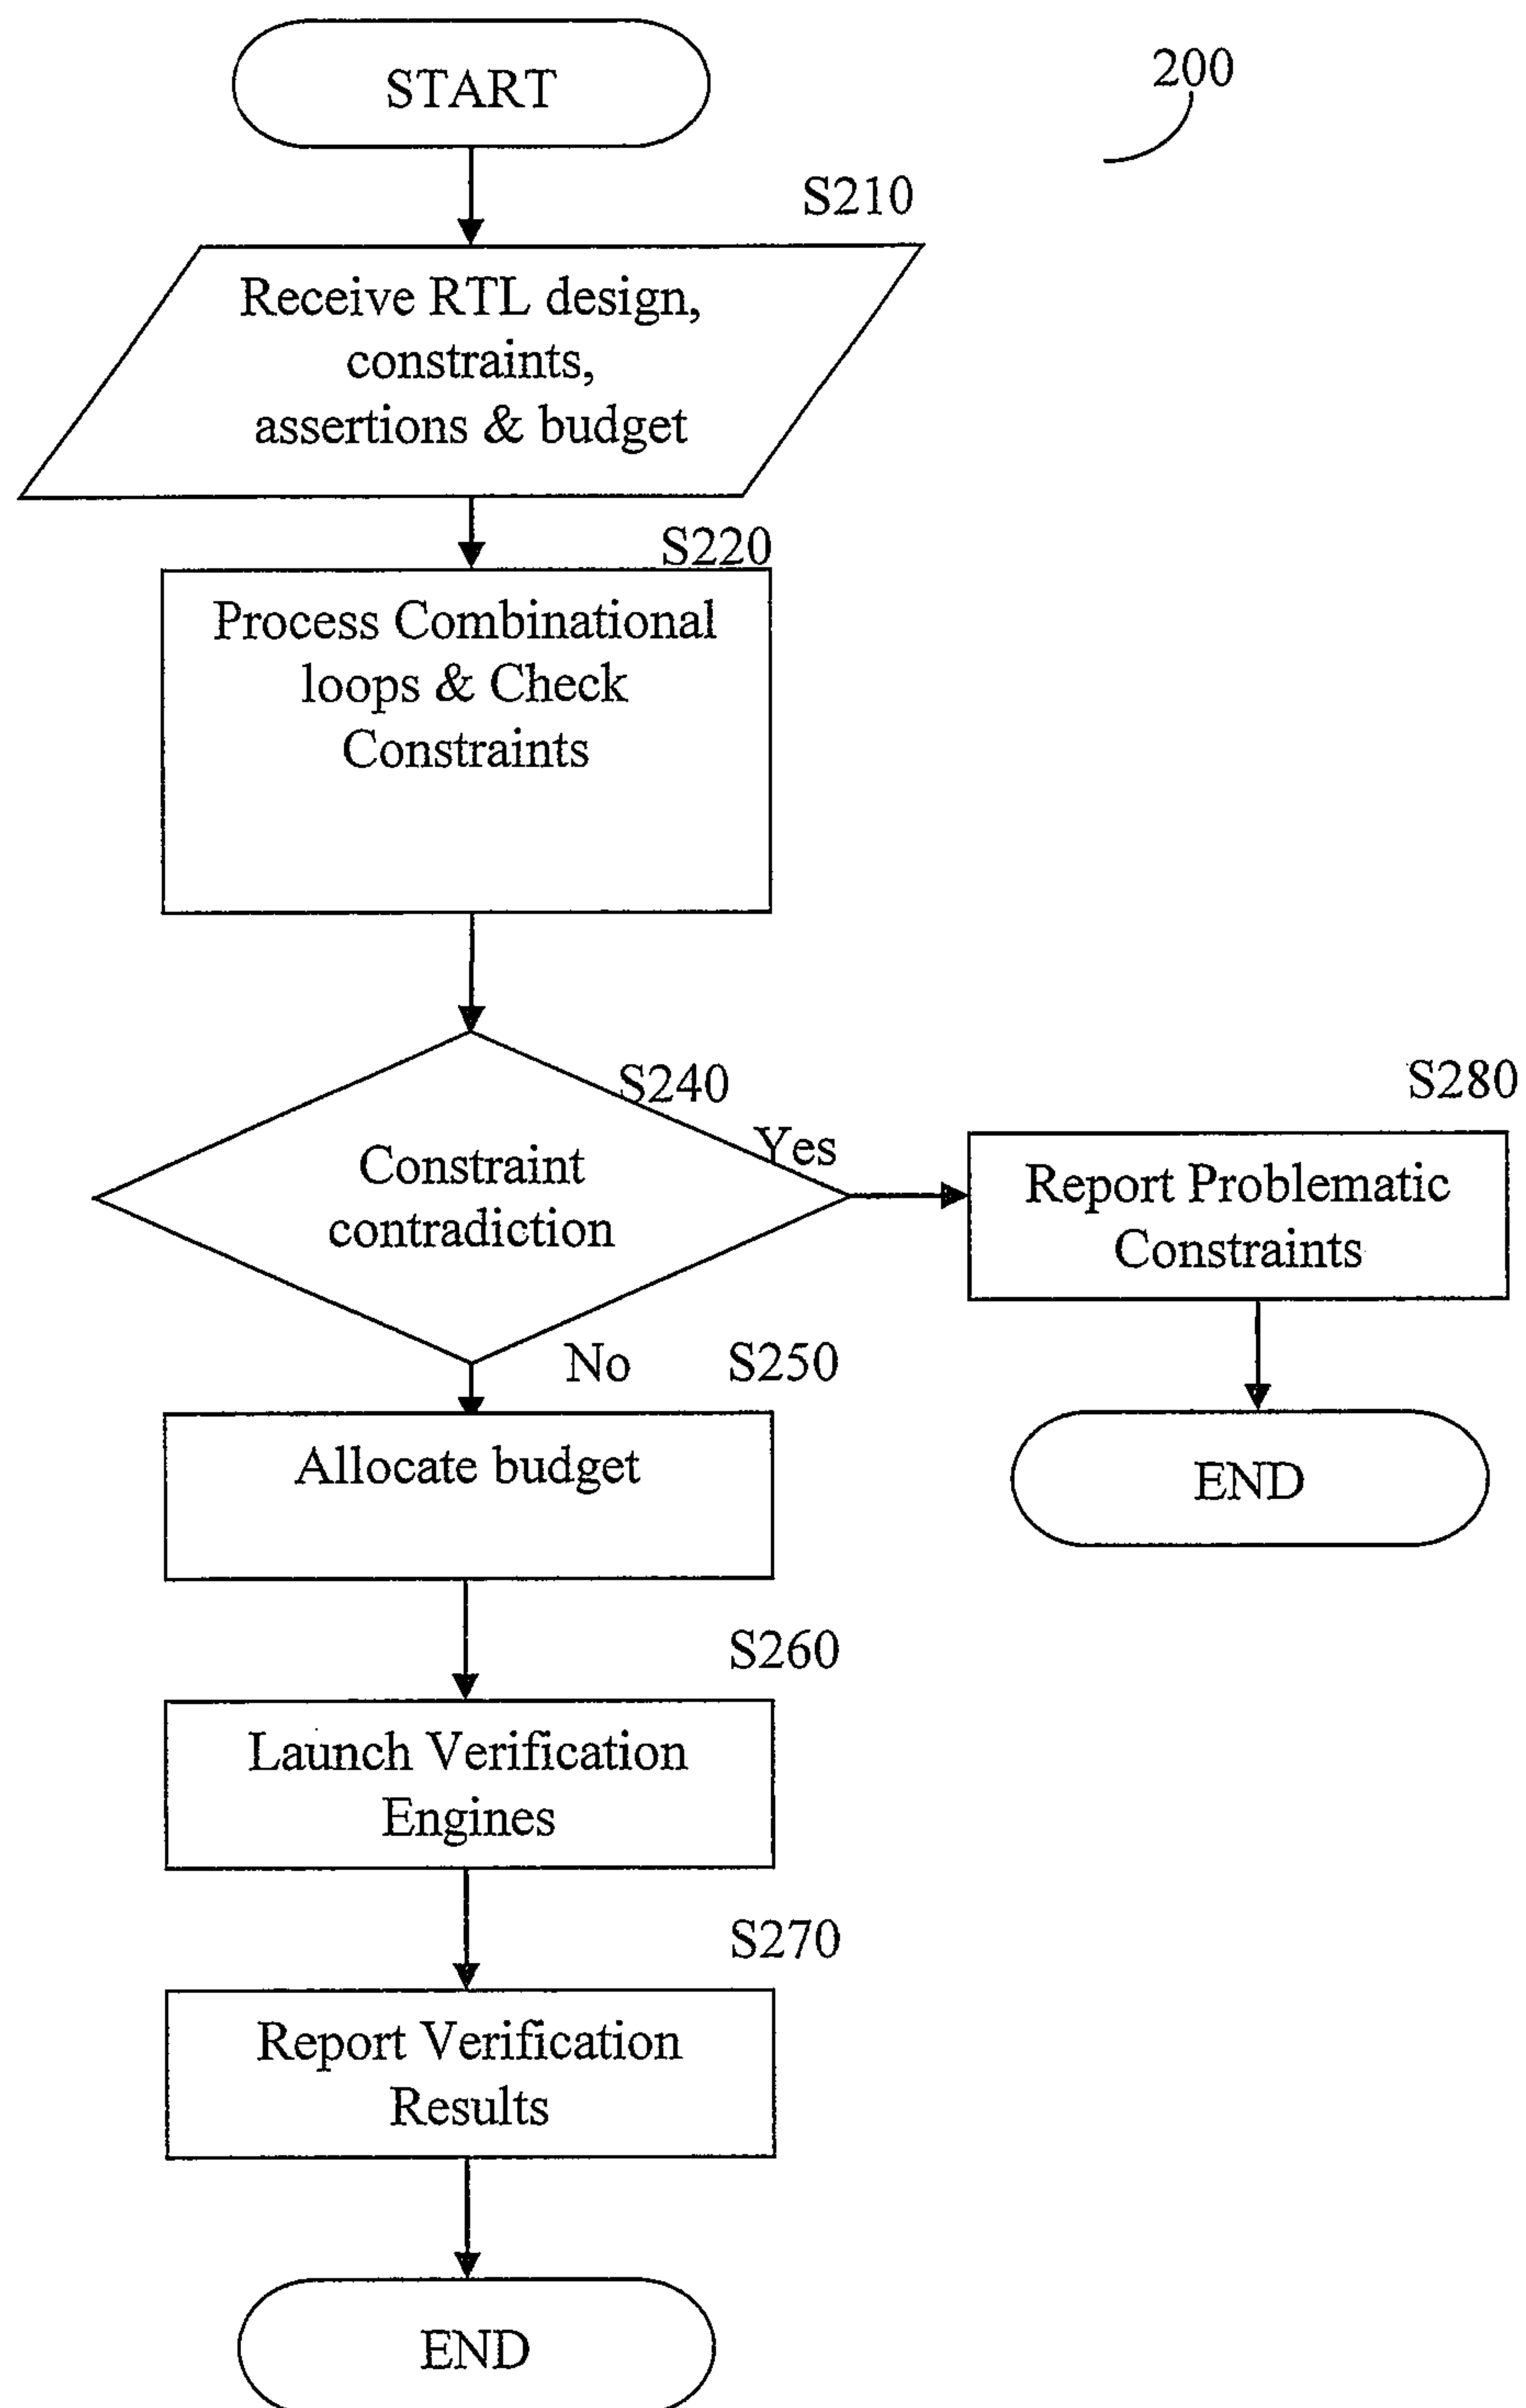 START
200
S210
Receive RTL design,
constraints,
assertions & budget
S220
Process Combinational
loops & Check
Constraints
S240
Yes
Constraint
contradiction
S280
Report Problematic
Constraints
No
S250
Allocate budget
END
S260
Launch Verification
Engines
S270
Report Verification
Results
END